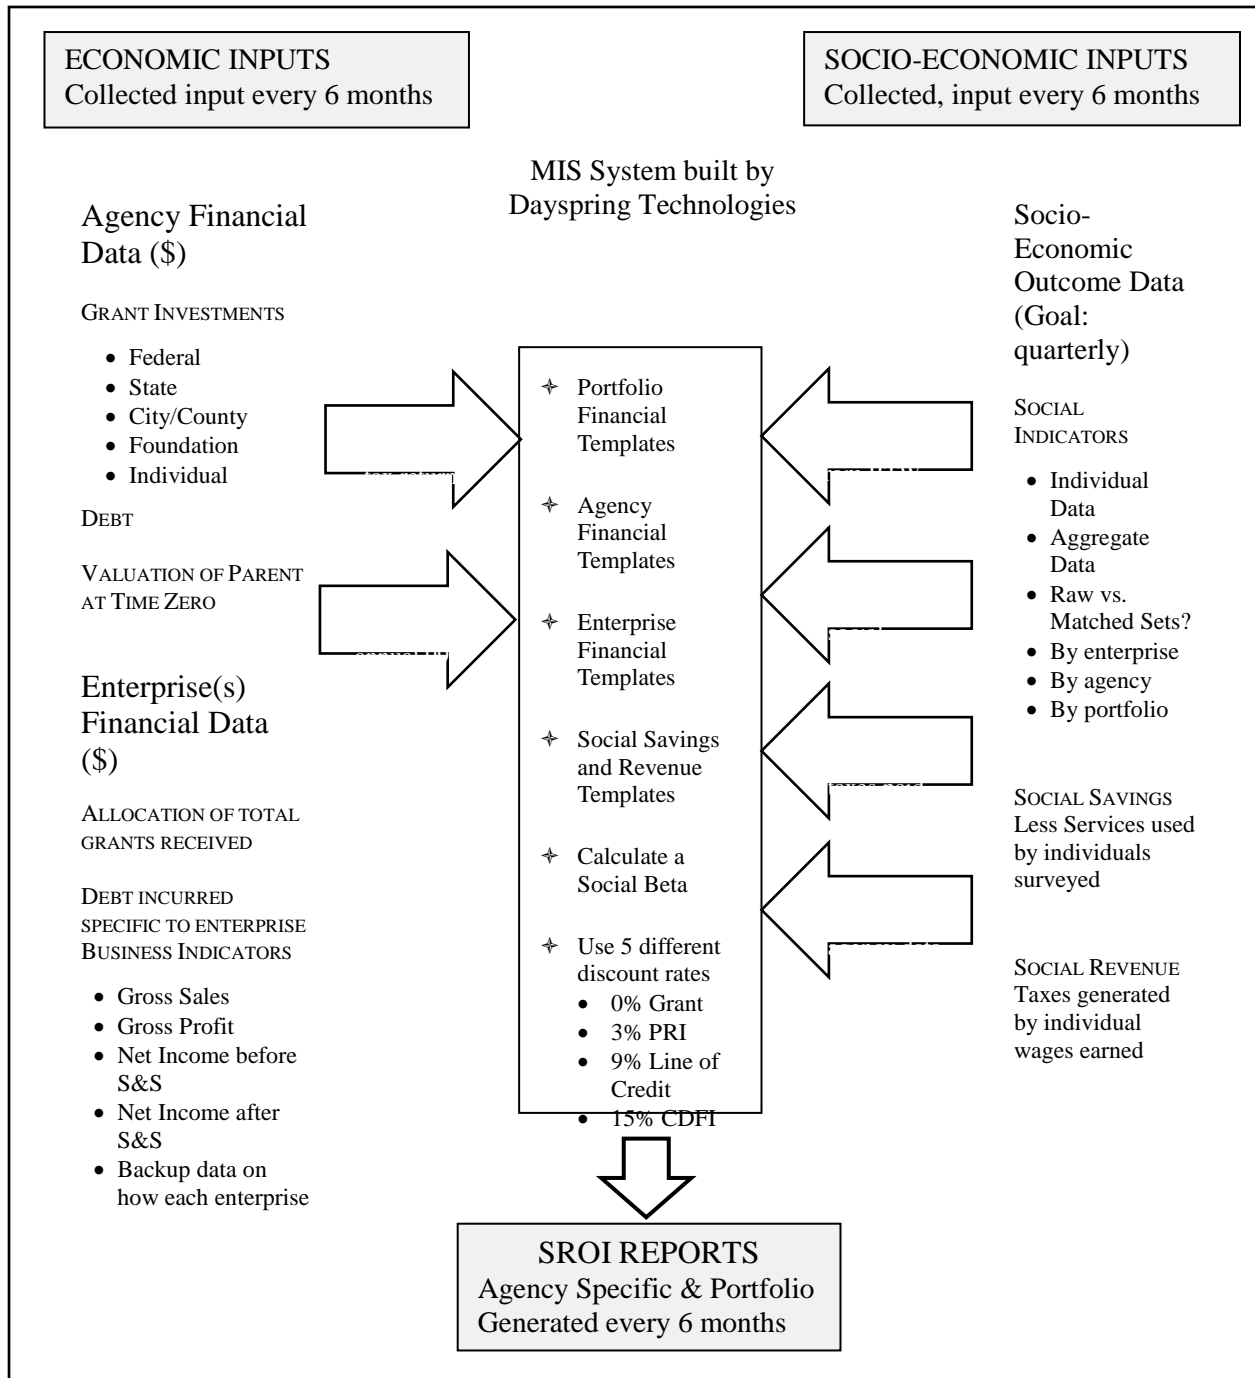 ECONOMIC INPUTS
Collected input every 6 months
SOCIO-ECONOMIC INPUTS
Collected, input every 6 months
MIS System built by
Dayspring Technologies
Agency Financial
Data ($)
GRANT INVESTMENTS
• Federal
• State
• City/County
• Foundation
• Individual
DEBT
VALUATION OF PARENT
AT TIME ZERO
Enterprise(s)
Financial Data
($)
ALLOCATION OF TOTAL
GRANTS RECEIVED
DEBT INCURRED
SPECIFIC TO ENTERPRISE
BUSINESS INDICATORS
• Gross Sales
• Gross Profit
• Net Income before
S&S
• Net Income after
S&S
• Backup data on
how each enterprise
✧ Portfolio
Financial
Templates
✧ Agency
Financial
Templates
✧ Enterprise
Financial
Templates
✧ Social Savings
and Revenue
Templates
✧ Calculate a
Social Beta
✧ Use 5 different
discount rates
• 0% Grant
• 3% PRI
• 9% Line of
Credit
• 15% CDFI
Socio-
Economic
Outcome Data
(Goal:
quarterly)
SOCIAL
INDICATORS
• Individual
Data
• Aggregate
Data
• Raw vs.
Matched Sets?
• By enterprise
• By agency
• By portfolio
SOCIAL SAVINGS
Less Services used
by individuals
surveyed
SOCIAL REVENUE
Taxes generated
by individual
wages earned
SROI REPORTS
Agency Specific & Portfolio
Generated every 6 months